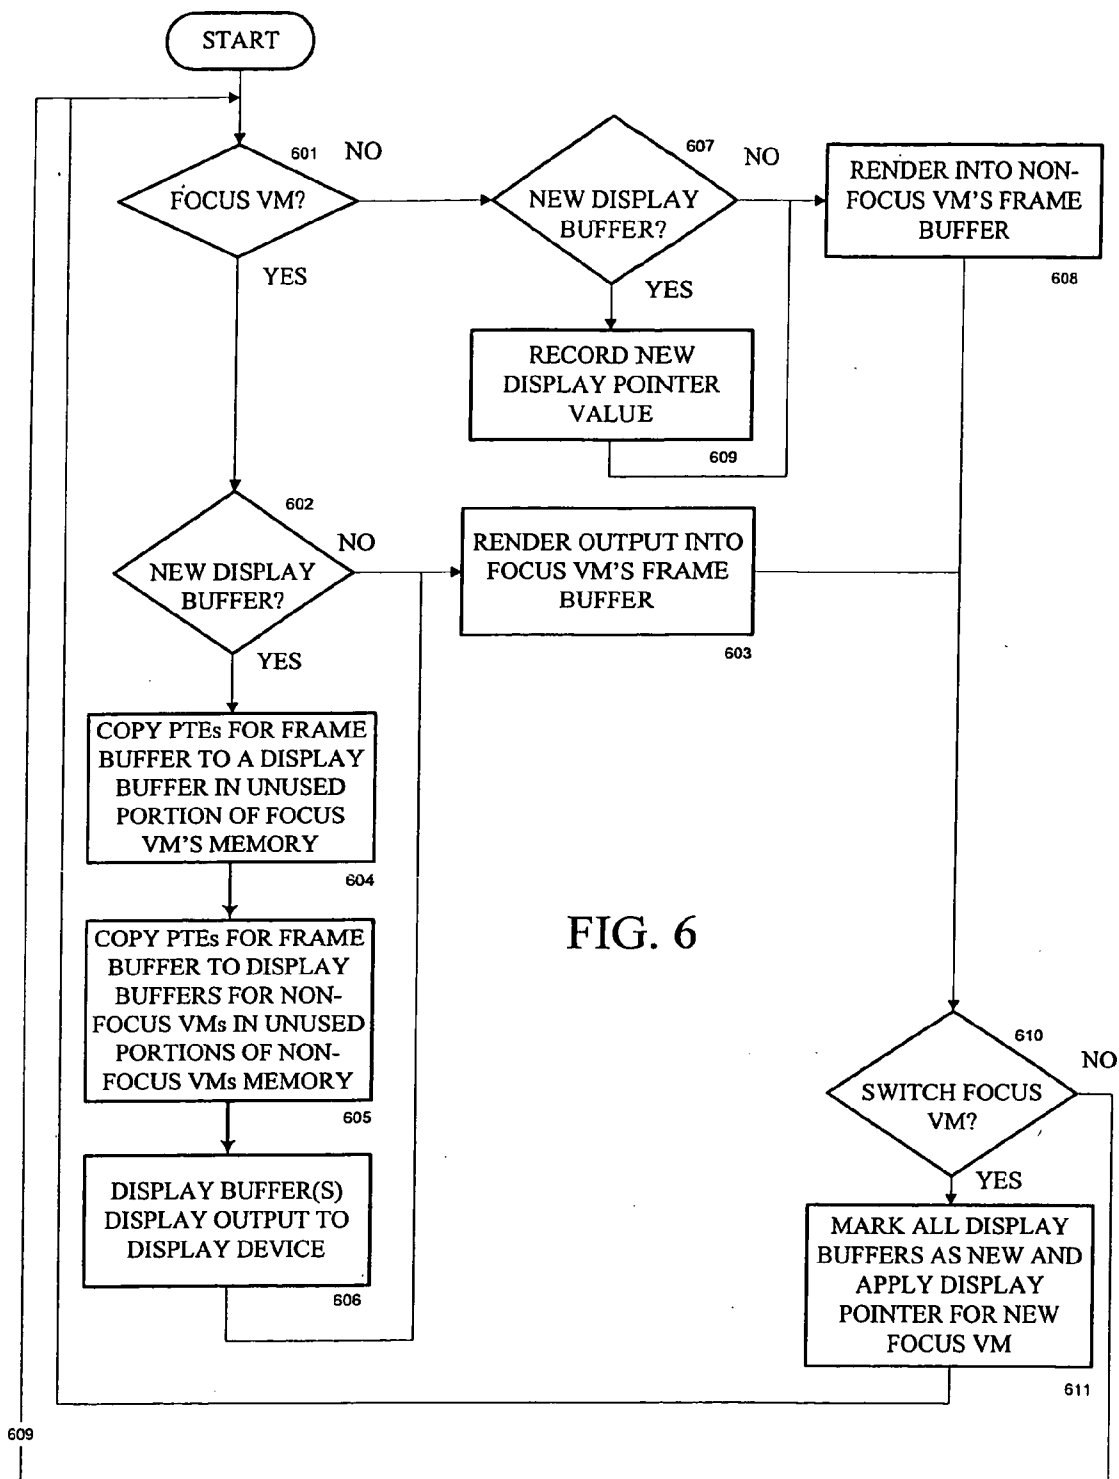 START
601
NO
FOCUS VM?
YES
607
NO
NEW DISPLAY
BUFFER?
YES
RENDER INTO NON-
FOCUS VM'S FRAME
BUFFER
608
RECORD NEW
DISPLAY POINTER
VALUE
609
602
NO
NEW DISPLAY
BUFFER?
YES
RENDER OUTPUT INTO
FOCUS VM'S FRAME
BUFFER
603
COPY PTEs FOR FRAME
BUFFER TO A DISPLAY
BUFFER IN UNUSED
PORTION OF FOCUS
VM'S MEMORY
604
COPY PTEs FOR FRAME
BUFFER TO DISPLAY
BUFFERS FOR NON-
FOCUS VMs IN UNUSED
PORTIONS OF NON-
FOCUS VMs MEMORY
605
DISPLAY BUFFER(S)
DISPLAY OUTPUT TO
DISPLAY DEVICE
606
FIG. 6
610
NO
SWITCH FOCUS
VM?
YES
MARK ALL DISPLAY
BUFFERS AS NEW AND
APPLY DISPLAY
POINTER FOR NEW
FOCUS VM
611
609